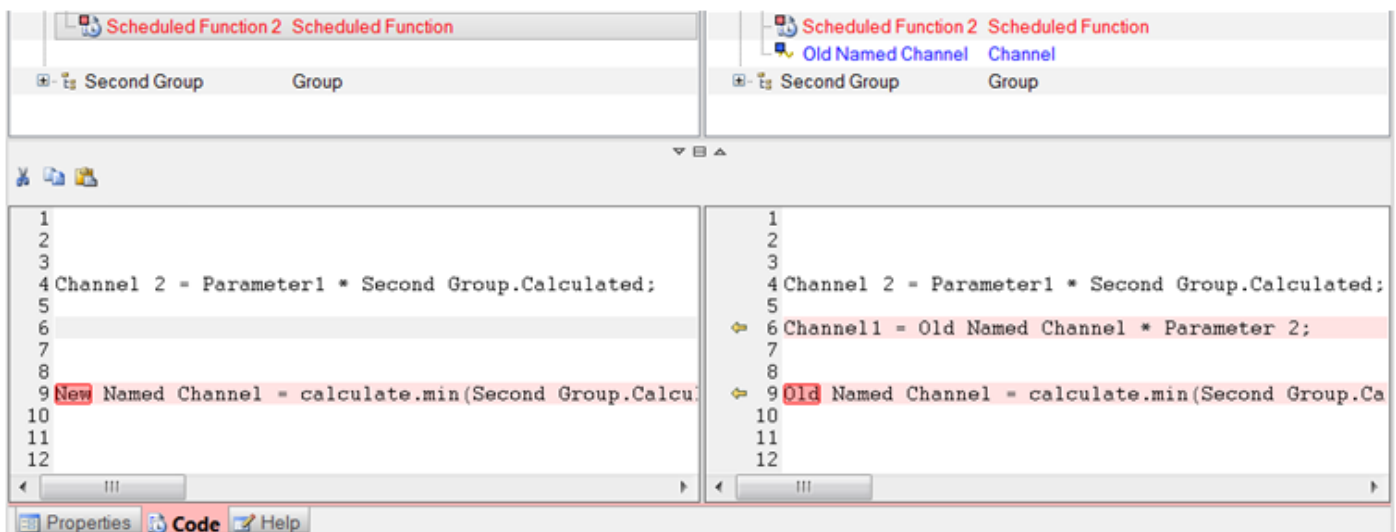 Scheduled Function 2 Scheduled Function
Second Group Group
Scheduled Function 2 Scheduled Function
Old Named Channel Channel
Second Group Group
1
2
3
4 Channel 2 = Parameter1 * Second Group.Calculated;
5
6
7
8
9 New Named Channel = calculate.min(Second Group.Calcu
10
11
12
1
2
3
4 Channel 2 = Parameter1 * Second Group.Calculated;
5
6 Channel1 = Old Named Channel * Parameter 2;
7
8
9 Old Named Channel = calculate.min(Second Group.Ca
10
11
12
Properties Code Help